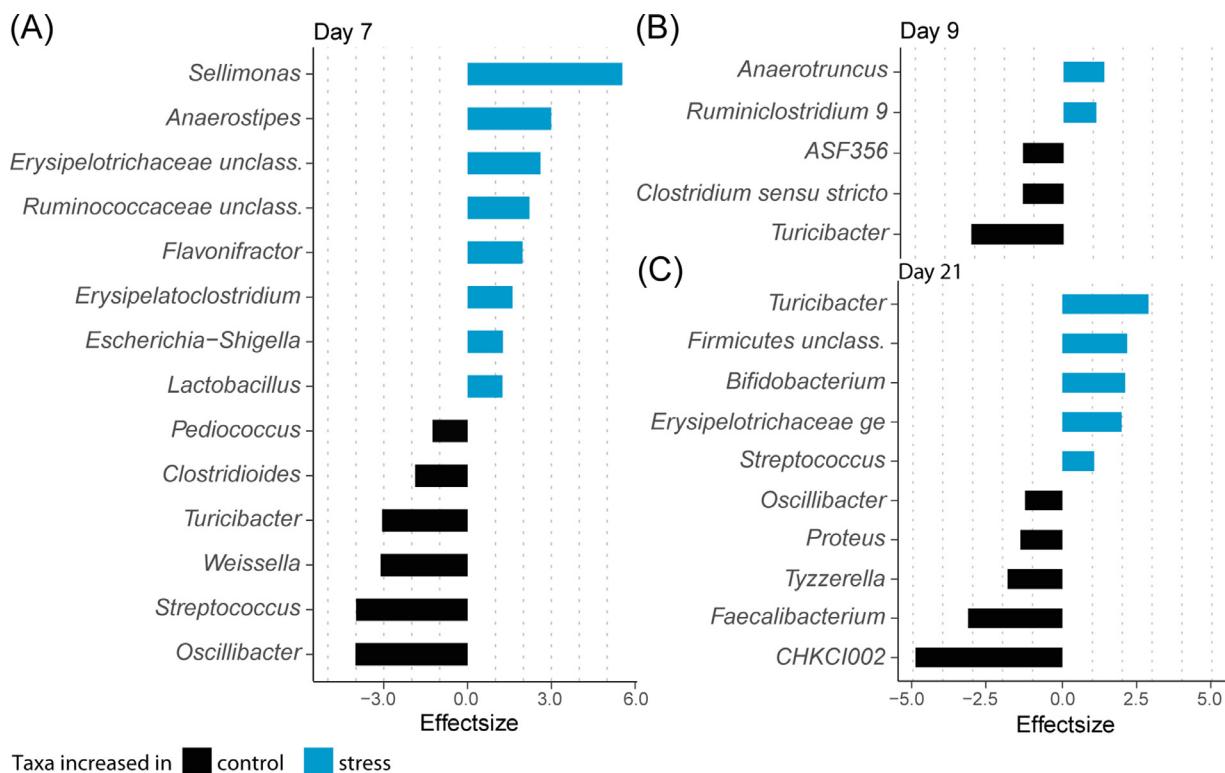 (A)
Day 7
Sellimonas
Anaerostipes
Erysipelotrichaceae unclass.
Ruminococcaceae unclass.
Flavonifractor
Erysipelatoclostridium
Escherichia−Shigella
Lactobacillus
Pediococcus
Clostridioides
Turicibacter
Weissella
Streptococcus
Oscillibacter
−3.0 0.0 3.0 6.0
Effectsize
(B)
Day 9
Anaerotruncus
Ruminiclostridium 9
ASF356
Clostridium sensu stricto
Turicibacter
(C)
Day 21
Turicibacter
Firmicutes unclass.
Bifidobacterium
Erysipelotrichaceae ge
Streptococcus
Oscillibacter
Proteus
Tyzzerella
Faecalibacterium
CHKCI002
−5.0 −2.5 0.0 2.5 5.0
Effectsize
Taxa increased in control stress